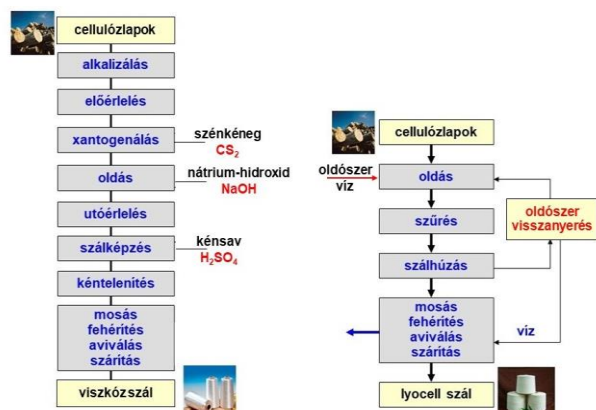 cellulózlapok
alkalizálás
előérlelés
xantogenálás
szénkéneg
CS₂
oldás
nátrium-hidroxid
NaOH
utóérlelés
szálképzés
kénsav
H₂SO₄
kéntelenítés
mosás
fehérítés
aviválás
szárítás
viszkózszál
cellulózlapok
oldószer
víz
oldás
szűrés
oldószer
visszanyerés
szálhúzás
mosás
fehérítés
aviválás
szárítás
víz
lyocell szál